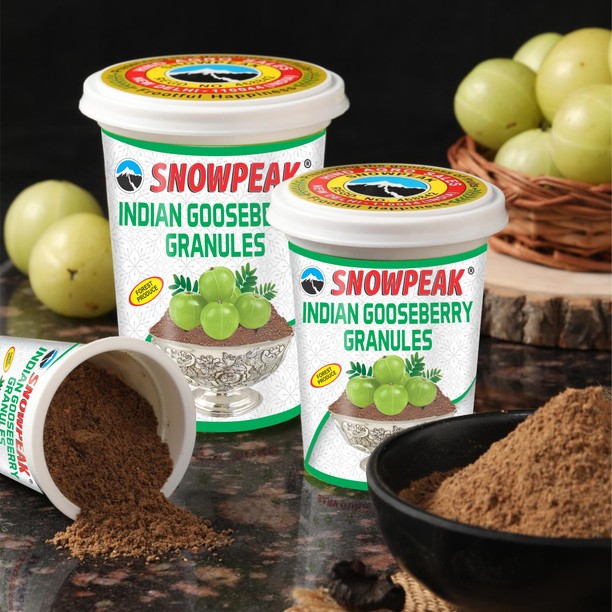 SNOWPEAK®
INDIAN GOOSEBE
GRANULES
FOREST
PRODUCE
SNOWPEAK®
INDIAN GOOSEBERRY
GRANULES
FOREST
PRODUCE
SNOWPEAK
INDIAN GOOSEBERRY
GRANULES